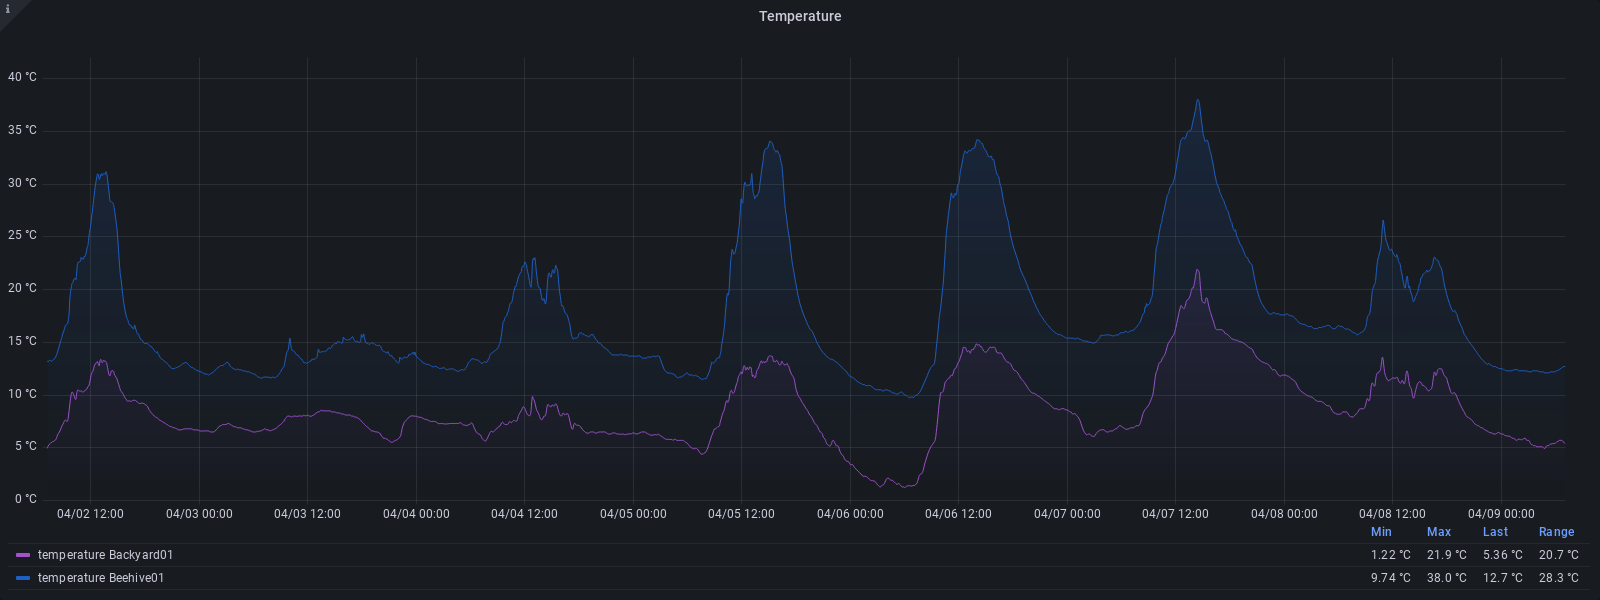 i
Temperature
40 °C
35 °C
30 °C
25 °C
20 °C
15 °C
10 °C
5 °C
0 °C
04/02 12:00 04/03 00:00 04/03 12:00 04/04 00:00 04/04 12:00 04/05 00:00 04/05 12:00 04/06 00:00 04/06 12:00 04/07 00:00 04/07 12:00 04/08 00:00 04/08 12:00 04/09 00:00
Min Max Last Range
temperature Backyard01 1.22 °C 21.9 °C 5.36 °C 20.7 °C
temperature Beehive01 9.74 °C 38.0 °C 12.7 °C 28.3 °C